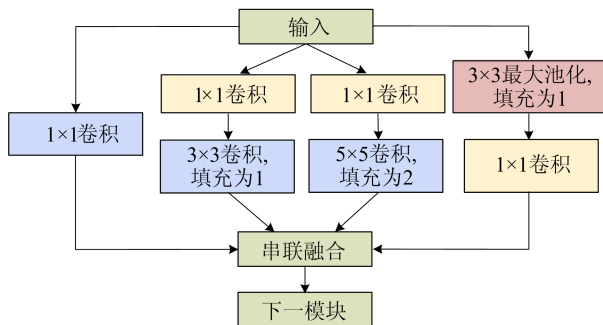 输入
1×1卷积
1×1卷积
3×3卷积,
填充为1
1×1卷积
5×5卷积,
填充为2
3×3最大池化,
填充为1
1×1卷积
串联融合
下一模块